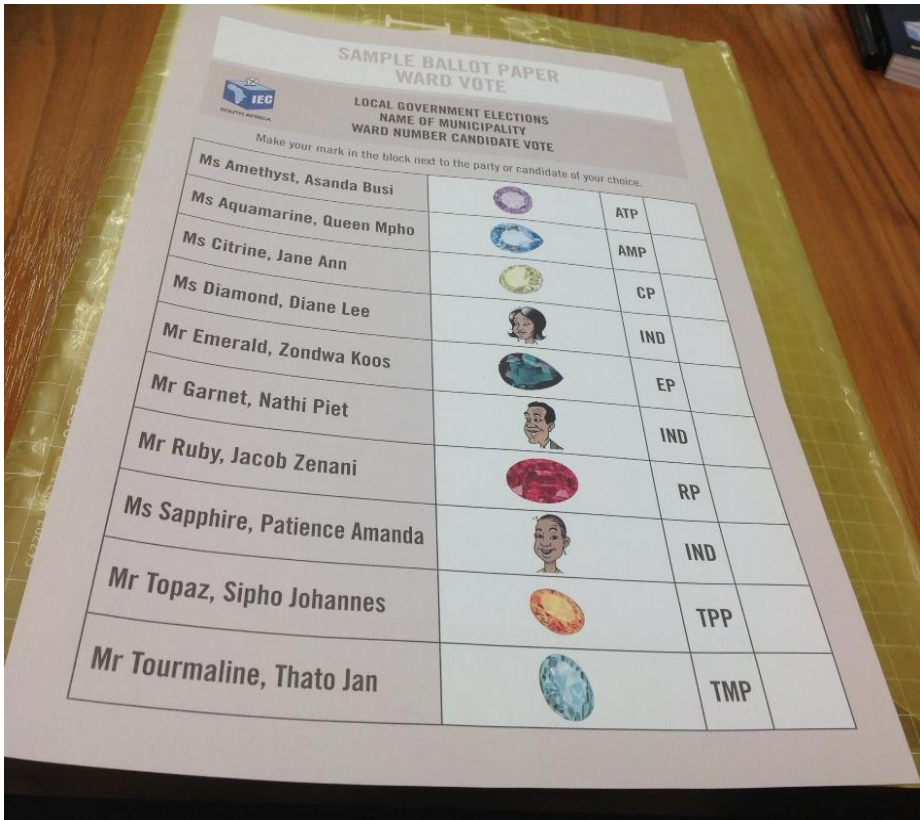 SAMPLE BALLOT PAPER
WARD VOTE
IEC
SOUTH AFRICA
LOCAL GOVERNMENT ELECTIONS
NAME OF MUNICIPALITY
WARD NUMBER CANDIDATE VOTE
Make your mark in the block next to the party or candidate of your choice.
Ms Amethyst, Asanda Busi ATP
Ms Aquamarine, Queen Mpho AMP
Ms Citrine, Jane Ann CP
Ms Diamond, Diane Lee IND
Mr Emerald, Zondwa Koos EP
Mr Garnet, Nathi Piet IND
Mr Ruby, Jacob Zenani RP
Ms Sapphire, Patience Amanda IND
Mr Topaz, Sipho Johannes TPP
Mr Tourmaline, Thato Jan TMP